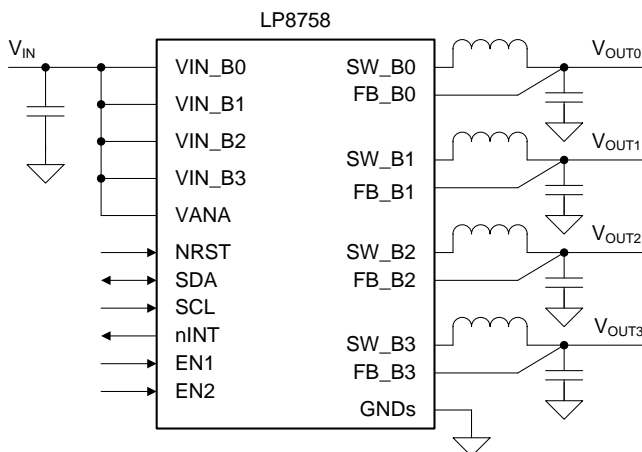 LP8758
VIN
VIN_B0
VIN_B1
VIN_B2
VIN_B3
VANA
NRST
SDA
SCL
nINT
EN1
EN2
SW_B0
FB_B0
SW_B1
FB_B1
SW_B2
FB_B2
SW_B3
FB_B3
GNDs
VOUT0
VOUT1
VOUT2
VOUT3